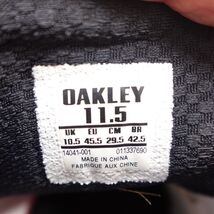 OAKLEY
11.5
UK EU CM BR
10.5 45.5 29.5 42.5
14041-001 011337690
MADE IN CHINA
FABRIQUE AUX CHINE